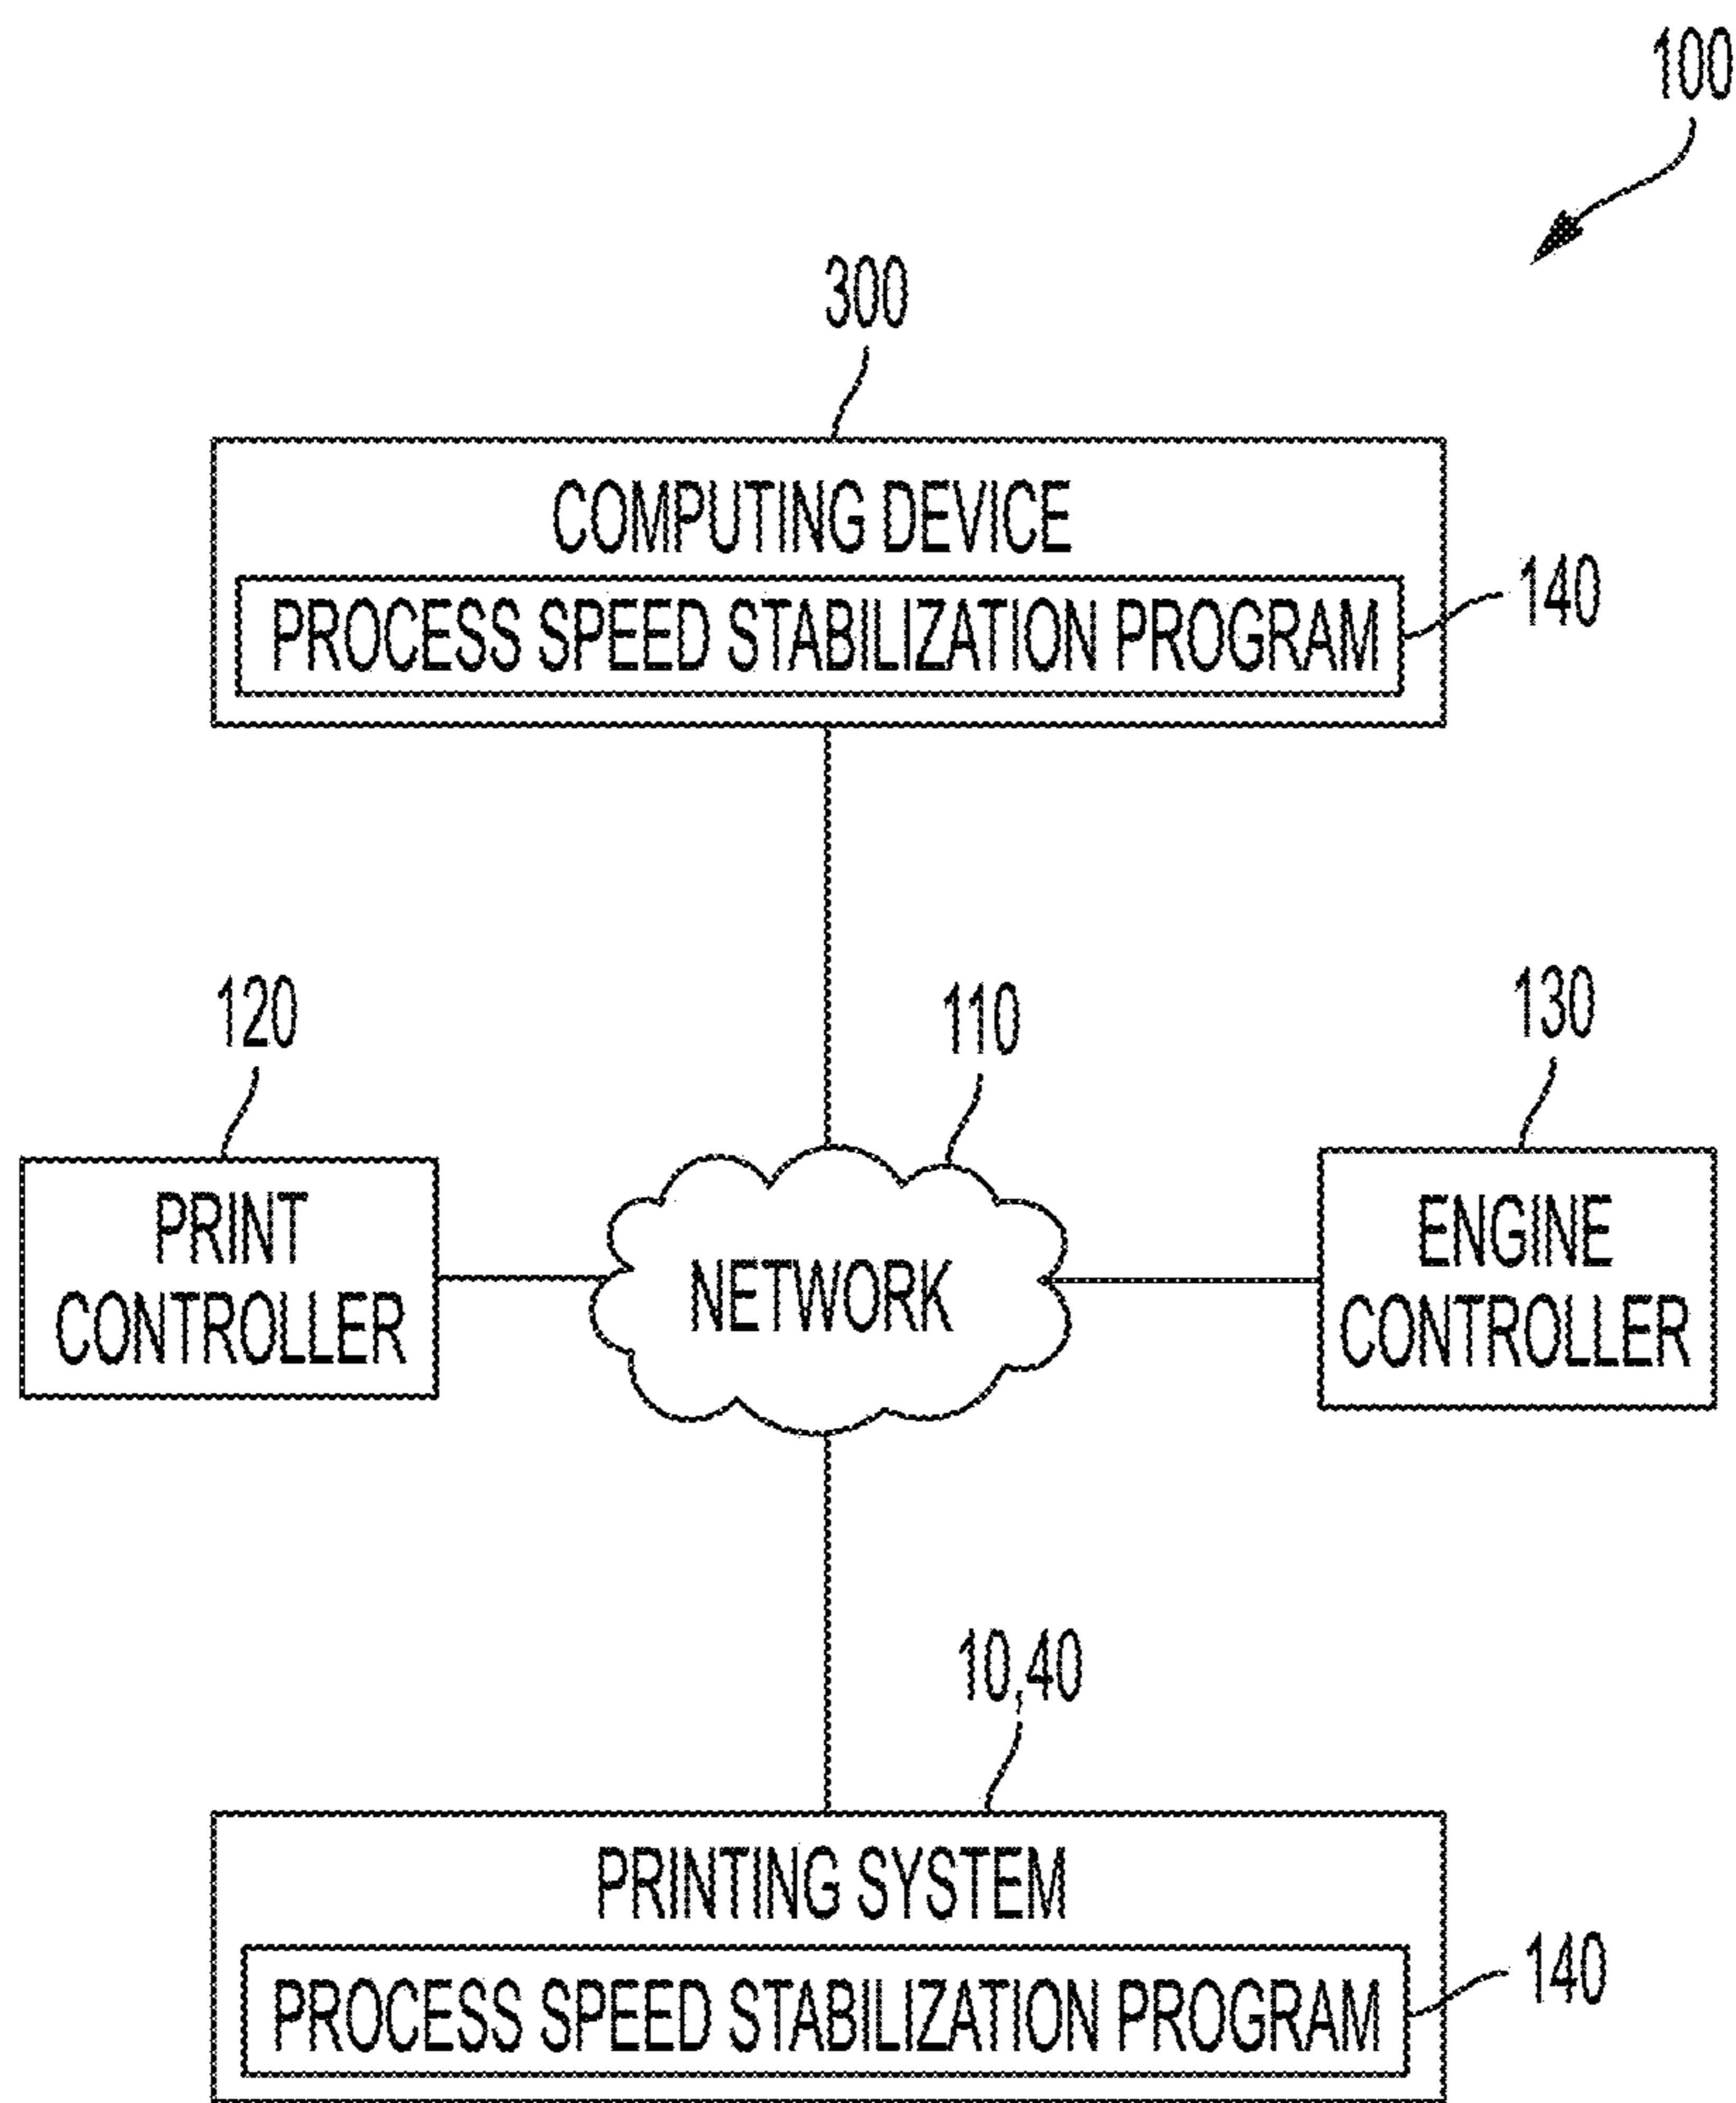 100
300
COMPUTING DEVICE
PROCESS SPEED STABILIZATION PROGRAM
140
120
110
130
PRINT
CONTROLLER
NETWORK
ENGINE
CONTROLLER
10,40
PRINTING SYSTEM
PROCESS SPEED STABILIZATION PROGRAM
140